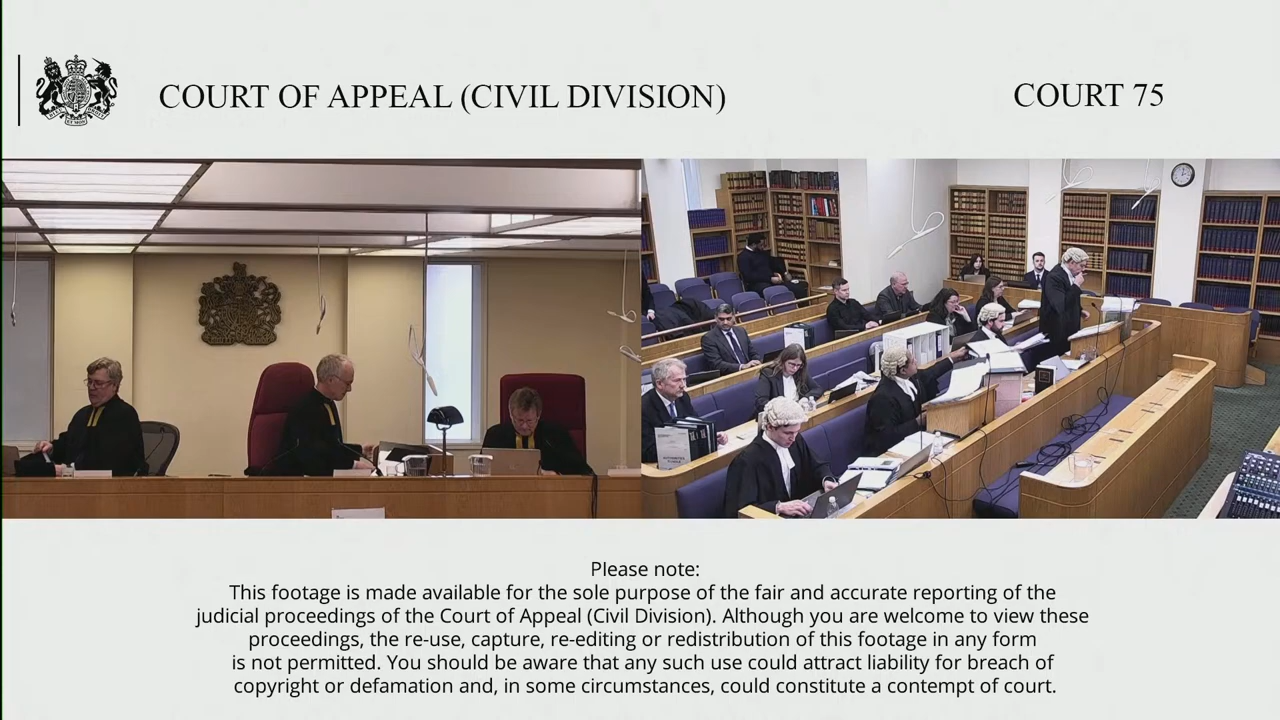 COURT OF APPEAL (CIVIL DIVISION)
COURT 75
Please note:
This footage is made available for the sole purpose of the fair and accurate reporting of the
judicial proceedings of the Court of Appeal (Civil Division). Although you are welcome to view these
proceedings, the re-use, capture, re-editing or redistribution of this footage in any form
is not permitted. You should be aware that any such use could attract liability for breach of
copyright or defamation and, in some circumstances, could constitute a contempt of court.